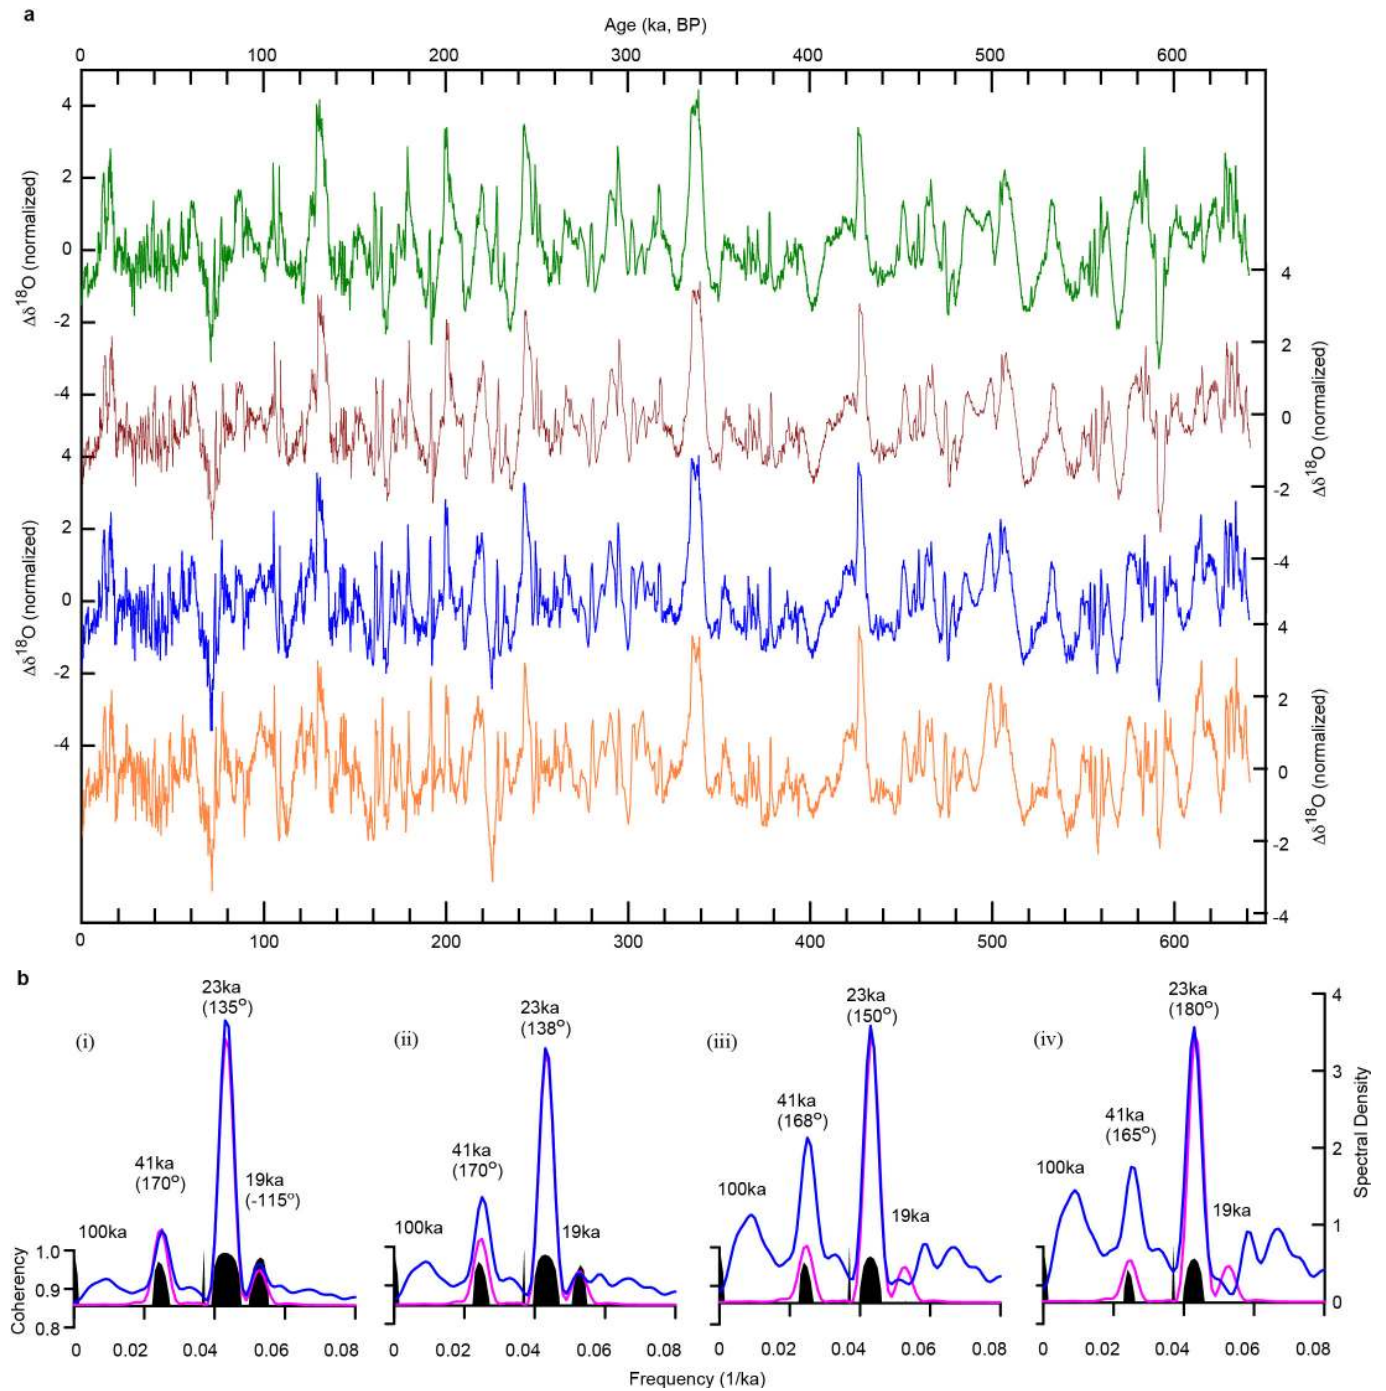 a
Age (ka, BP)
0 100 200 300 400 500 600
4
2
0
-2
-4
Δδ18O (normalized)
4
2
0
-2
-4
Δδ18O (normalized)
4
2
0
-2
-4
Δδ18O (normalized)
4
2
0
-2
-4
Δδ18O (normalized)
0 100 200 300 400 500 600
b
(i)
23ka
(135°)
41ka
(170°)
19ka
(-115°)
100ka
(ii)
23ka
(138°)
41ka
(170°)
19ka
100ka
(iii)
23ka
(150°)
41ka
(168°)
19ka
100ka
(iv)
23ka
(180°)
41ka
(165°)
19ka
100ka
Coherency
1.0
0.9
0.8
4
3
2
1
0
Spectral Density
0 0.02 0.04 0.06 0.08 0 0.02 0.04 0.06 0.08 0 0.02 0.04 0.06 0.08 0 0.02 0.04 0.06 0.08
Frequency (1/ka)